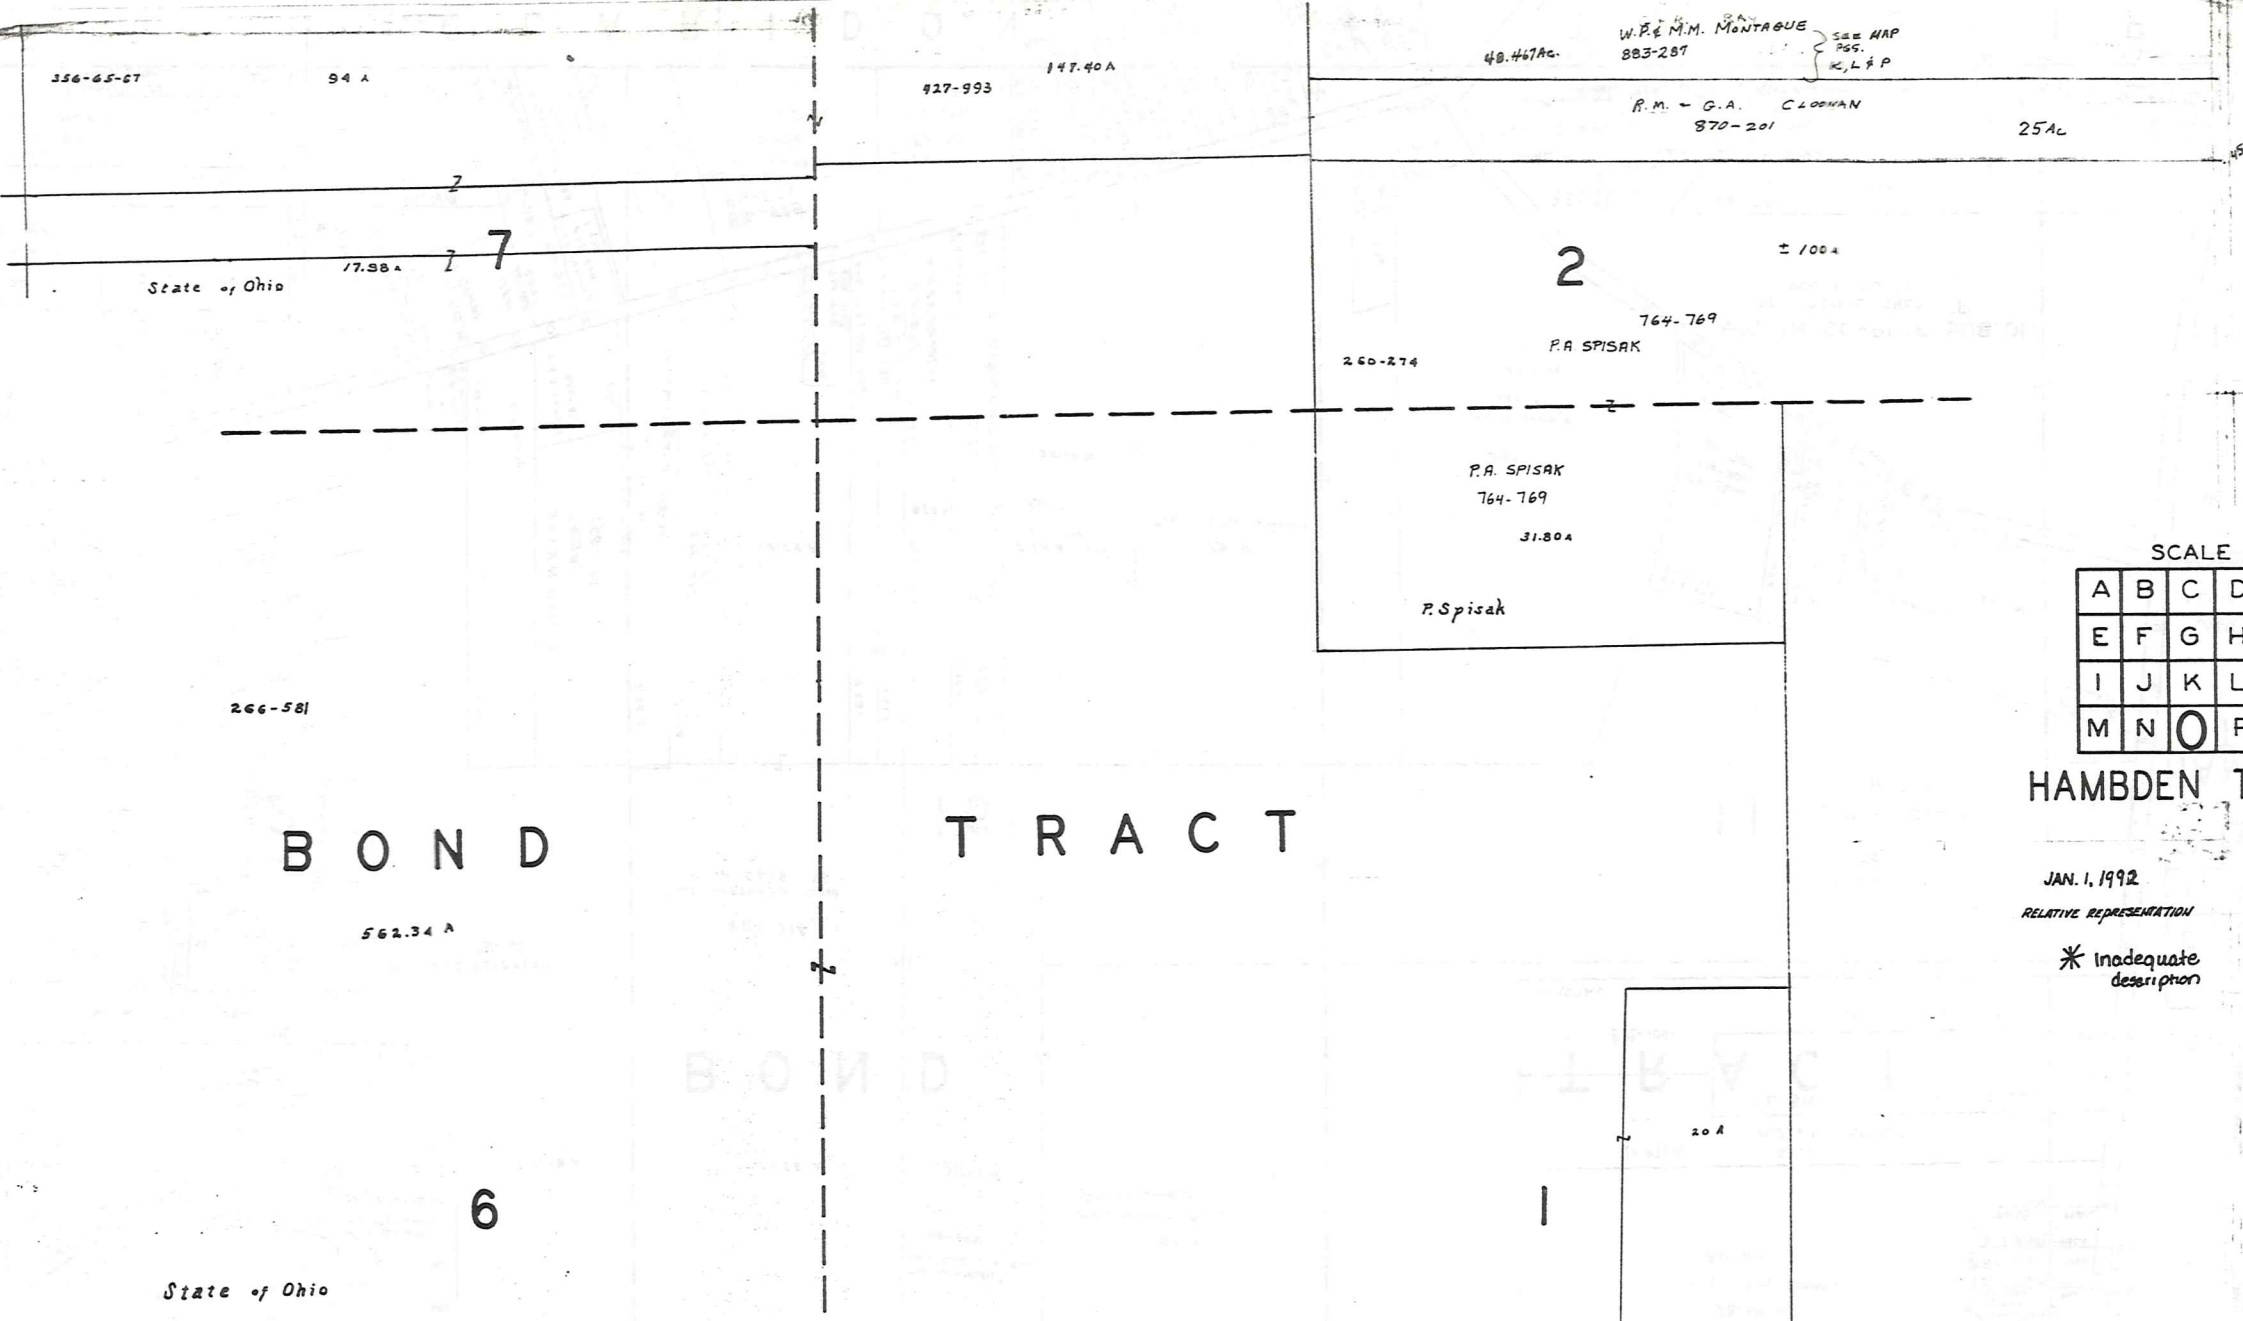 356-65-67
94 A
427-993
147.40 A
48.467Ac.
W.P. & M.M. MONTAGUE
883-287
SEE MAP
PGS.
K, L & P
R.M. - G.A. CLOONAN
870-201
25Ac
7
17.98 A
State of Ohio
2
± 100 A
764-769
P.A SPISAK
260-274
P.A. SPISAK
764-769
31.80 A
P. Spisak
266-581
SCALE
A B C D
E F G H
I J K L
M N O P
HAMBDEN T
BOND TRACT
562.34 A
JAN. 1, 1992
RELATIVE REPRESENTATION
* Inadequate
description
20 A
6
1
State of Ohio